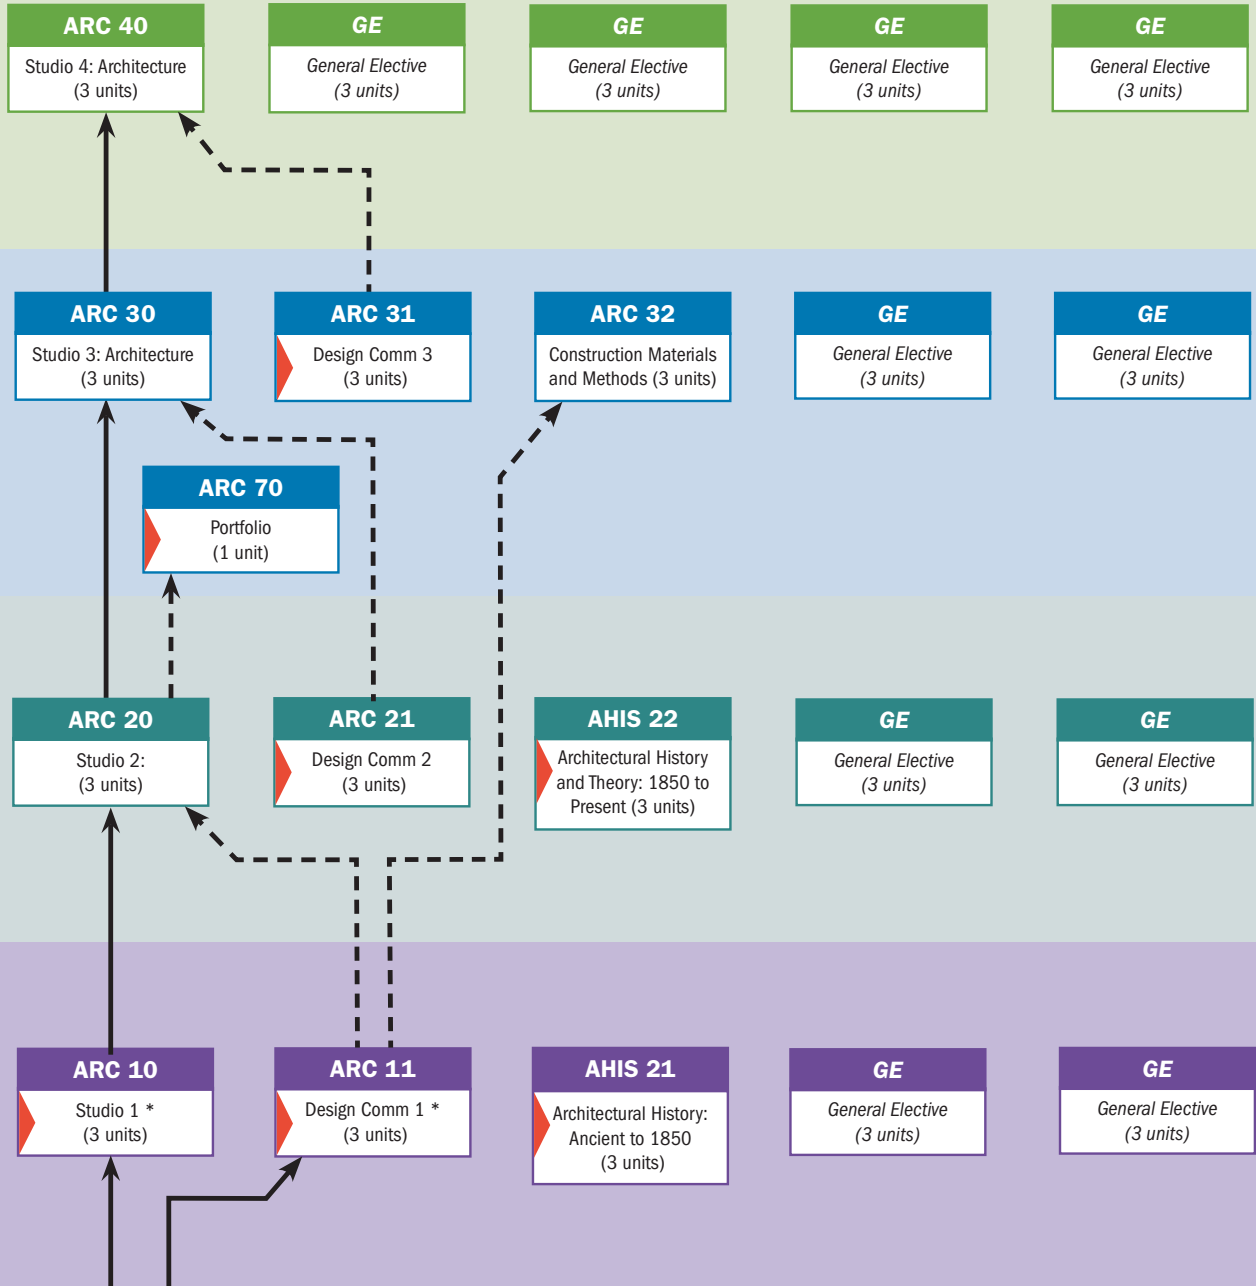 ARC 40
Studio 4: Architecture
(3 units)
GE
General Elective
(3 units)
GE
General Elective
(3 units)
GE
General Elective
(3 units)
GE
General Elective
(3 units)
ARC 30
Studio 3: Architecture
(3 units)
ARC 31
Design Comm 3
(3 units)
ARC 32
Construction Materials
and Methods (3 units)
GE
General Elective
(3 units)
GE
General Elective
(3 units)
ARC 70
Portfolio
(1 unit)
ARC 20
Studio 2:
(3 units)
ARC 21
Design Comm 2
(3 units)
AHIS 22
Architectural History
and Theory: 1850 to
Present (3 units)
GE
General Elective
(3 units)
GE
General Elective
(3 units)
ARC 10
Studio 1 *
(3 units)
ARC 11
Design Comm 1 *
(3 units)
AHIS 21
Architectural History:
Ancient to 1850
(3 units)
GE
General Elective
(3 units)
GE
General Elective
(3 units)